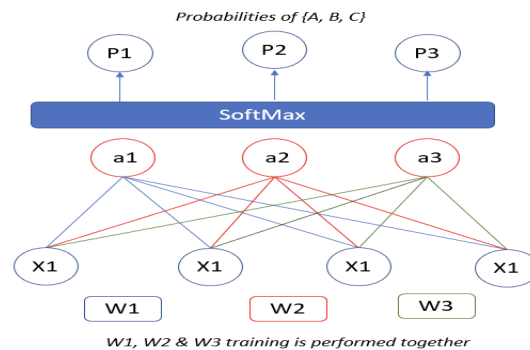 Probabilities of {A, B, C}
P1 P2 P3
SoftMax
a1 a2 a3
X1 X1 X1 X1
W1 W2 W3
W1, W2 & W3 training is performed together